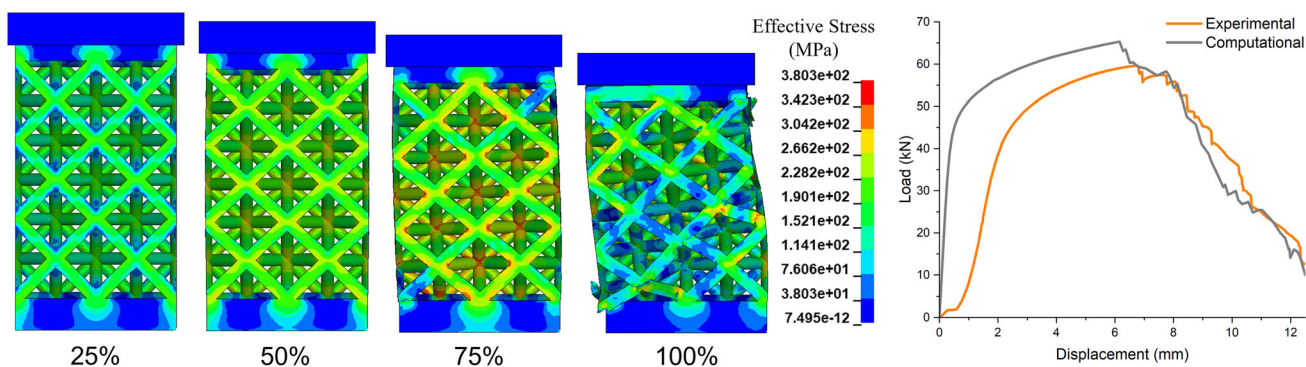 25%
50%
75%
100%
Effective Stress
(MPa)
3.803e+02
3.423e+02
3.042e+02
2.662e+02
2.282e+02
1.901e+02
1.521e+02
1.141e+02
7.606e+01
3.803e+01
7.495e-12
Experimental
Computational
Load (kN)
70
60
50
40
30
20
10
0
0 2 4 6 8 10 12
Displacement (mm)